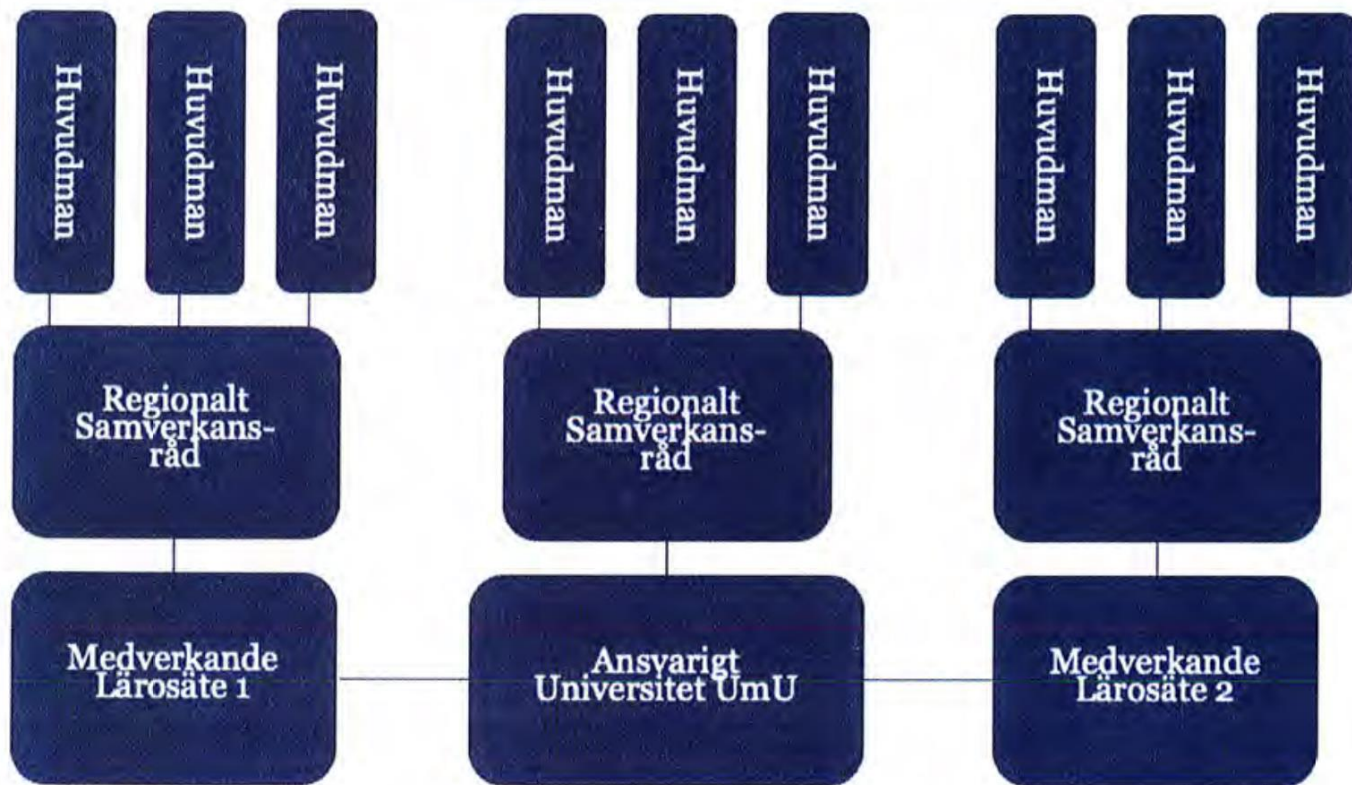 Huvudman
Huvudman
Huvudman
Huvudman
Huvudman
Huvudman
Huvudman
Huvudman
Huvudman
Regionalt
Samverkans-
råd
Regionalt
Samverkans-
råd
Regionalt
Samverkans-
råd
Medverkande
Lärosäte 1
Ansvarigt
Universitet UmU
Medverkande
Lärosäte 2